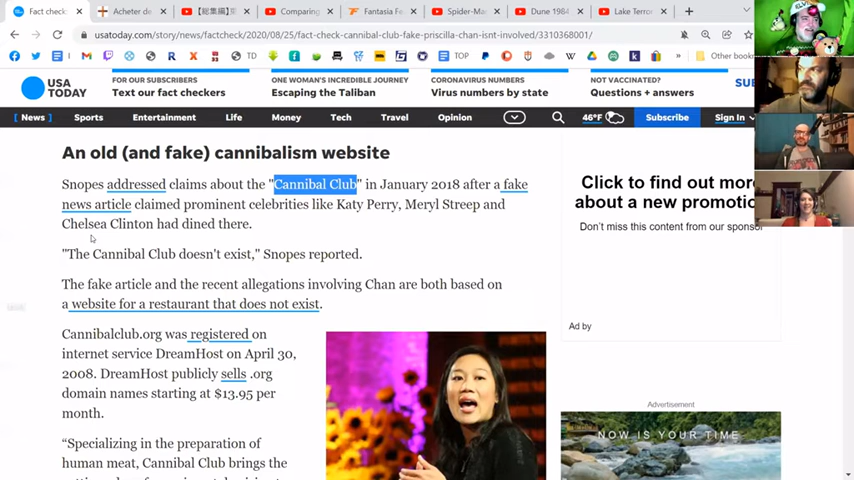 Fact check
Acheter de
【総集編】
Comparing
Fantasia Fe
Spider-Ma
Dune 1984
Lake Terro
usatoday.com/story/news/factcheck/2020/08/25/fact-check-cannibal-club-fake-priscilla-chan-isnt-involved/3310368001/
TD
TOP
Other book
USA
TODAY
FOR OUR SUBSCRIBERS
Text our fact checkers
ONE WOMAN'S INCREDIBLE JOURNEY
Escaping the Taliban
CORONAVIRUS NUMBERS
Virus numbers by state
NOT VACCINATED?
Questions + answers
SUB
News
Sports
Entertainment
Life
Money
Tech
Travel
Opinion
46°F
Subscribe
Sign In
An old (and fake) cannibalism website
Snopes addressed claims about the "Cannibal Club" in January 2018 after a fake
news article claimed prominent celebrities like Katy Perry, Meryl Streep and
Chelsea Clinton had dined there.
"The Cannibal Club doesn't exist," Snopes reported.
The fake article and the recent allegations involving Chan are both based on
a website for a restaurant that does not exist.
Cannibalclub.org was registered on
internet service DreamHost on April 30,
2008. DreamHost publicly sells .org
domain names starting at $13.95 per
month.
“Specializing in the preparation of
human meat, Cannibal Club brings the
Click to find out more
about a new promotion
Don't miss this content from our sponsor
Ad by
Advertisement
NOW IS YOUR TIME